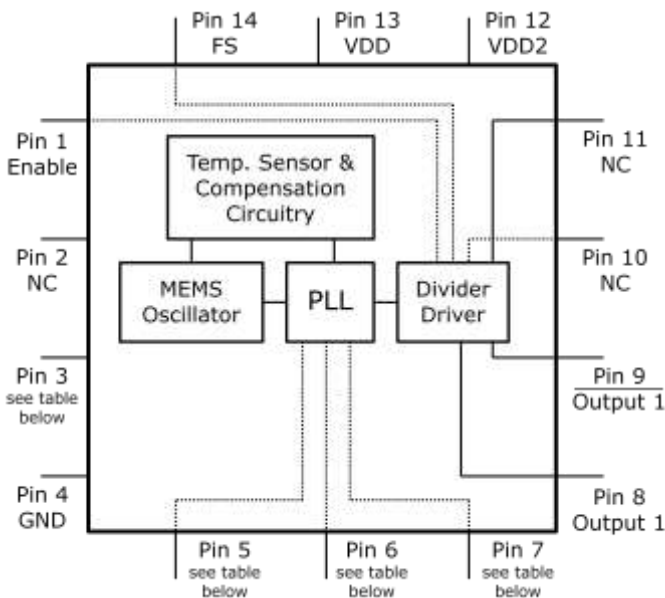 Pin 14
FS
Pin 13
VDD
Pin 12
VDD2
Pin 1
Enable
Pin 11
NC
Temp. Sensor &
Compensation
Circuitry
Pin 2
NC
Pin 10
NC
MEMS
Oscillator
PLL
Divider
Driver
Pin 3
see table
below
Pin 9
Output 1
Pin 4
GND
Pin 8
Output 1
Pin 5
see table
below
Pin 6
see table
below
Pin 7
see table
below